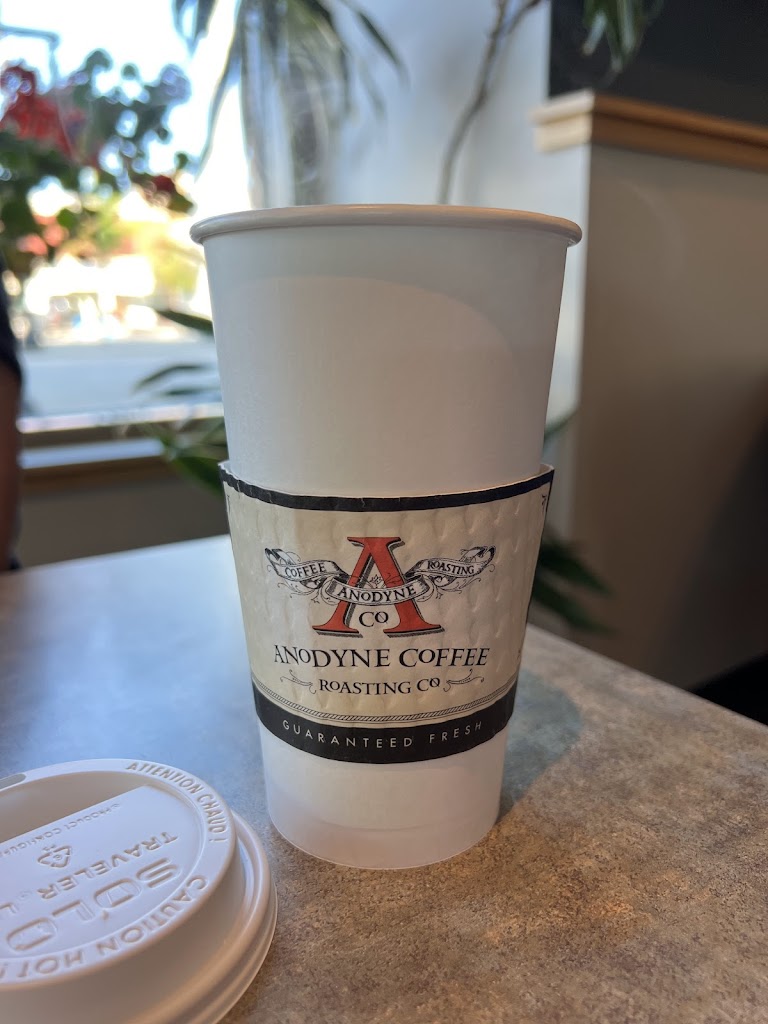 COFFEE
ROASTING
ANODYNE
A
CO
ANODYNE COFFEE
ROASTING CO
GUARANTEED FRESH
ATTENTION CHAUD!
TRAVELER
SOLO
CAUTION HOT